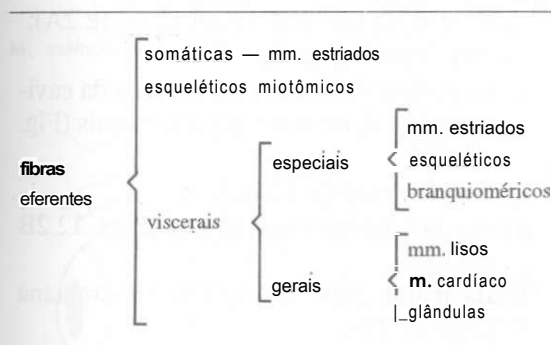 somáticas — mm. estriados
esqueléticos miotômicos
fibras
eferentes
viscerais
especiais
mm. estriados
esqueléticos
branquioméricos
gerais
mm. lisos
m. cardíaco
glândulas